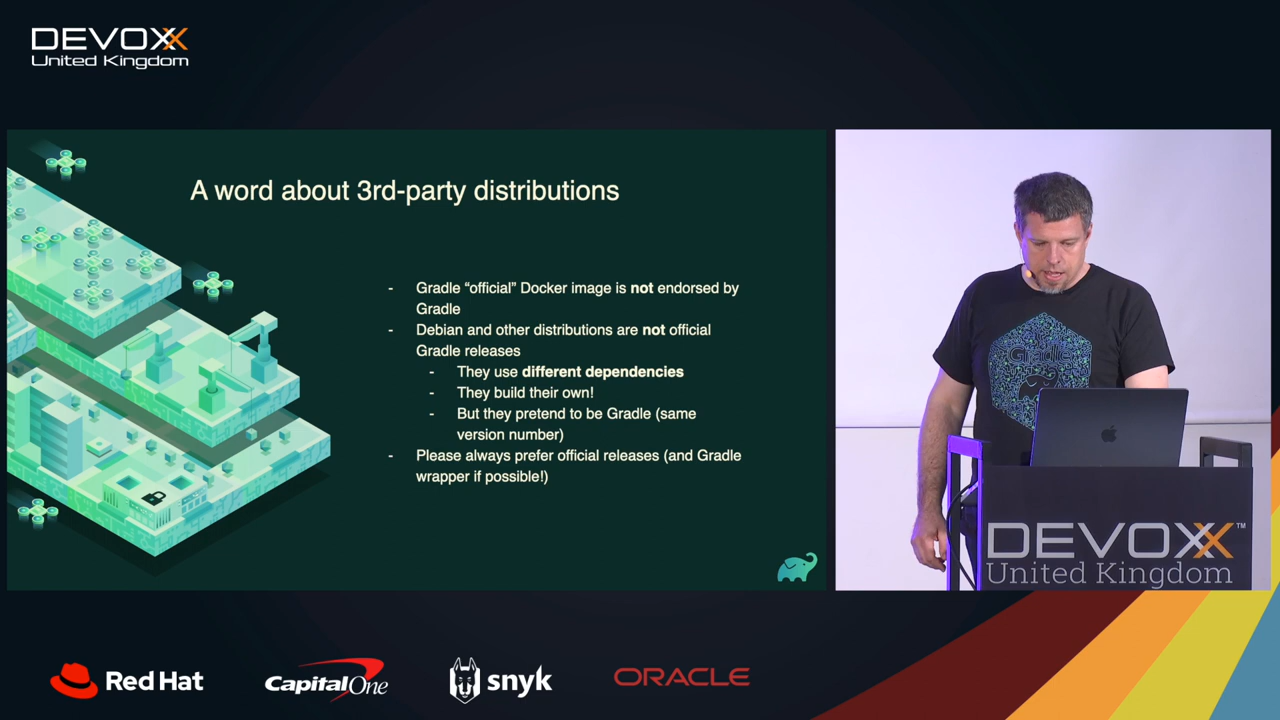 DEVOXX
United Kingdom
A word about 3rd-party distributions
- Gradle “official” Docker image is not endorsed by
Gradle
- Debian and other distributions are not official
Gradle releases
- They use different dependencies
- They build their own!
- But they pretend to be Gradle (same
version number)
- Please always prefer official releases (and Gradle
wrapper if possible!)
Gradle
DEVOXX™
United Kingdom
Red Hat
CapitalOne
snyk
ORACLE